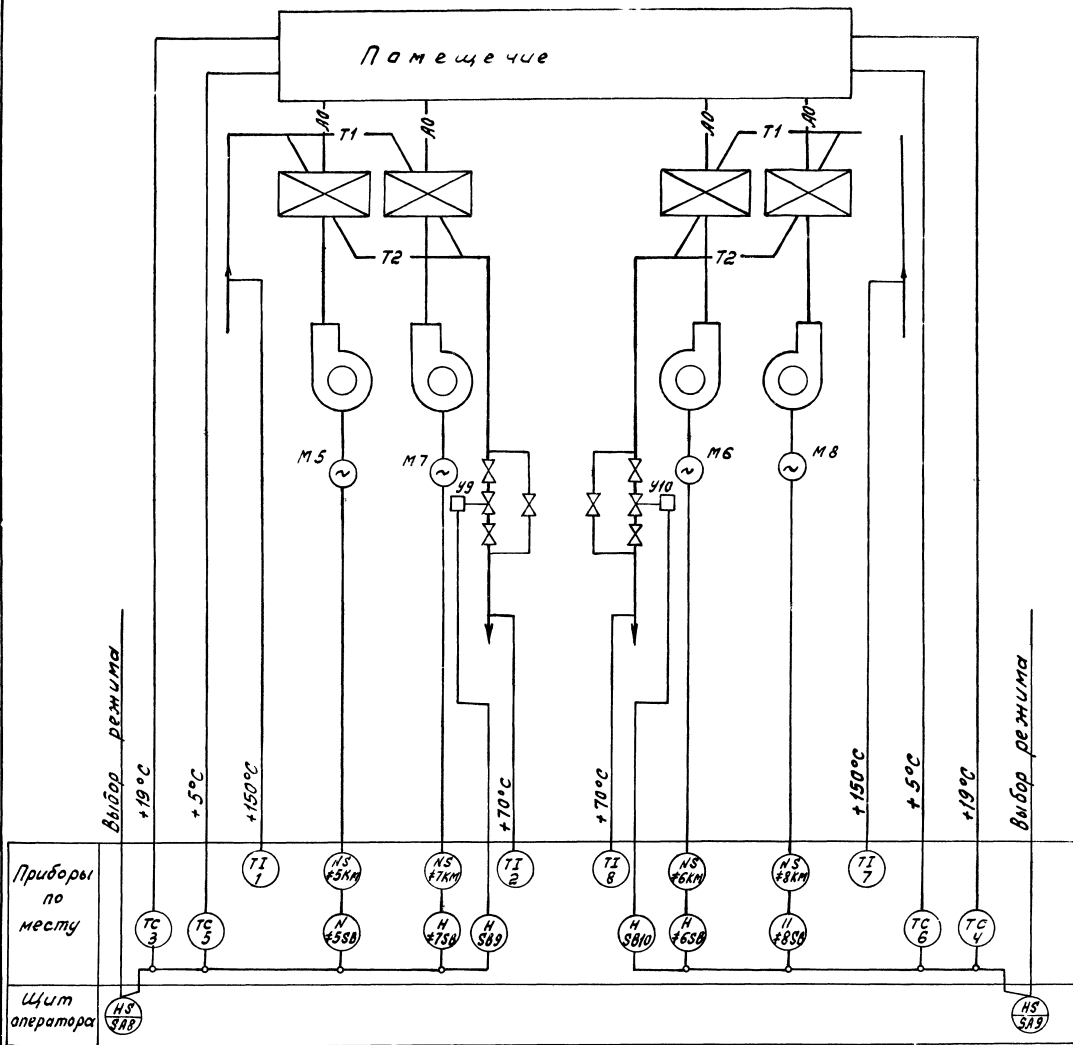 Помещение
АО
АО
АО
АО
Т1
Т1
Т2
Т2
М5
М7
М6
М8
У9
У10
Выбор режима
+19°С
+5°С
+150°С
+70°С
+70°С
+150°С
+5°С
+19°С
Выбор режима
Приборы
по
месту
TI
1
NS
≠5КМ
NS
≠7КМ
TI
2
TI
8
NS
≠6КМ
NS
≠8КМ
TI
7
TC
3
TC
5
N
≠5SB
H
≠7SB
H
SB9
H
SB10
H
≠6SB
H
≠8SB
TC
6
TC
4
Щит
оператора
HS
SA8
HS
SA9